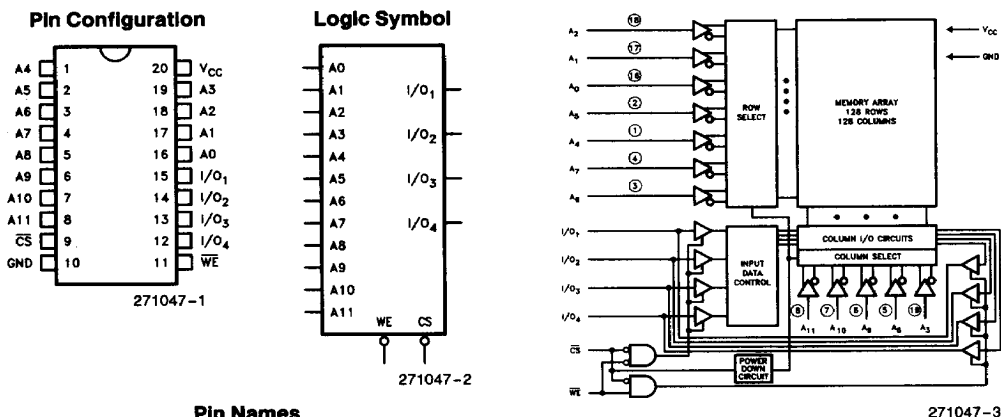 Pin Configuration
A4 1 20 VCC
A5 2 19 A3
A6 3 18 A2
A7 4 17 A1
A8 5 16 A0
A9 6 15 I/O1
A10 7 14 I/O2
A11 8 13 I/O3
CS 9 12 I/O4
GND 10 11 WE
271047-1
Logic Symbol
A0
A1 I/O1
A2
A3 I/O2
A4
A5 I/O3
A6
A7 I/O4
A8
A9
A10
A11
WE CS
271047-2
Pin Names
A2 18
A1 17
A0 16
A5 2
A4 1
A7 4
A6 3
ROW
SELECT
MEMORY ARRAY
128 ROWS
128 COLUMNS
VCC
GND
I/O1
I/O2
I/O3
I/O4
INPUT
DATA
CONTROL
COLUMN I/O CIRCUITS
COLUMN SELECT
8 7 6 5 19
A11 A10 A9 A8 A3
CS
WE
POWER
DOWN
CIRCUIT
271047-3